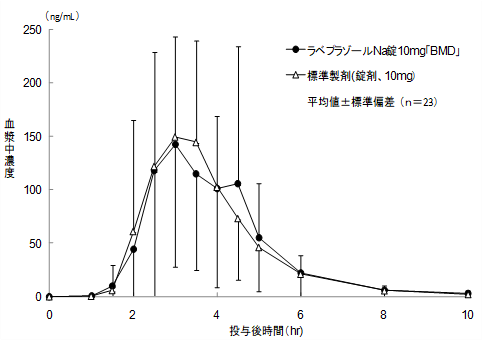 (ng/mL)
300
250
200
150
100
50
0
血漿中濃度
ラベプラゾールNa錠10mg「BMD」
標準製剤(錠剤、10mg)
平均値±標準偏差 (n=23)
0 2 4 6 8 10
投与後時間(hr)